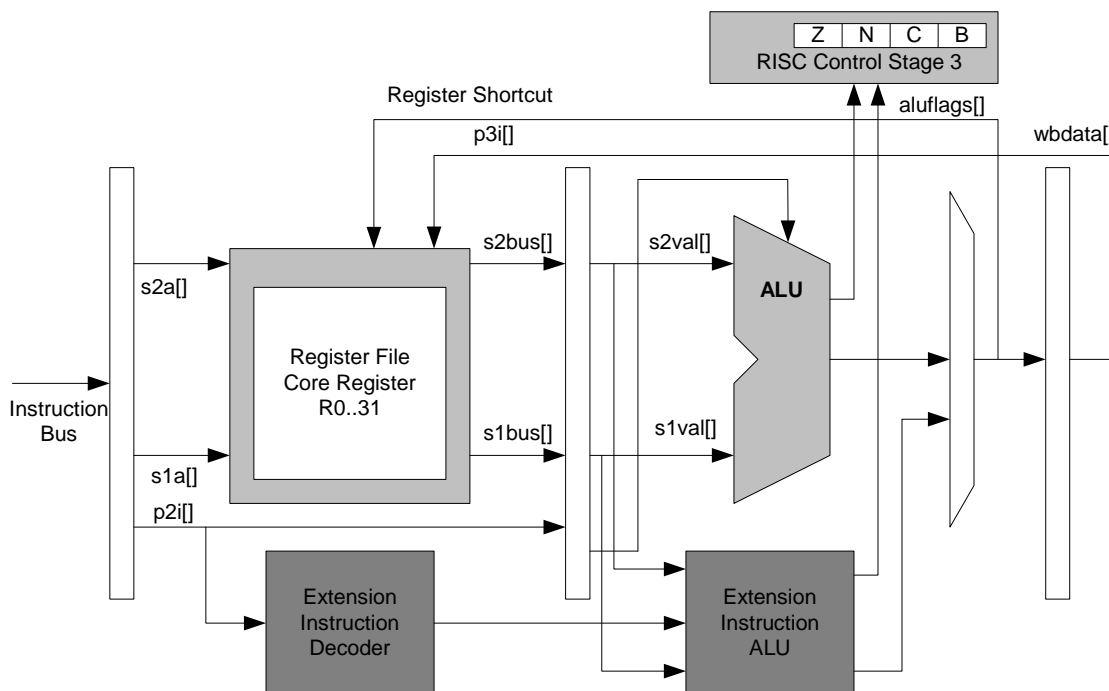 Z N C B
RISC Control Stage 3
Register Shortcut
aluflags[]
p3i[]
wbdata[
s2bus[]
s2val[]
s2a[]
ALU
Register File
Core Register
R0..31
Instruction
Bus
s1bus[]
s1val[]
s1a[]
p2i[]
Extension
Instruction
Decoder
Extension
Instruction
ALU